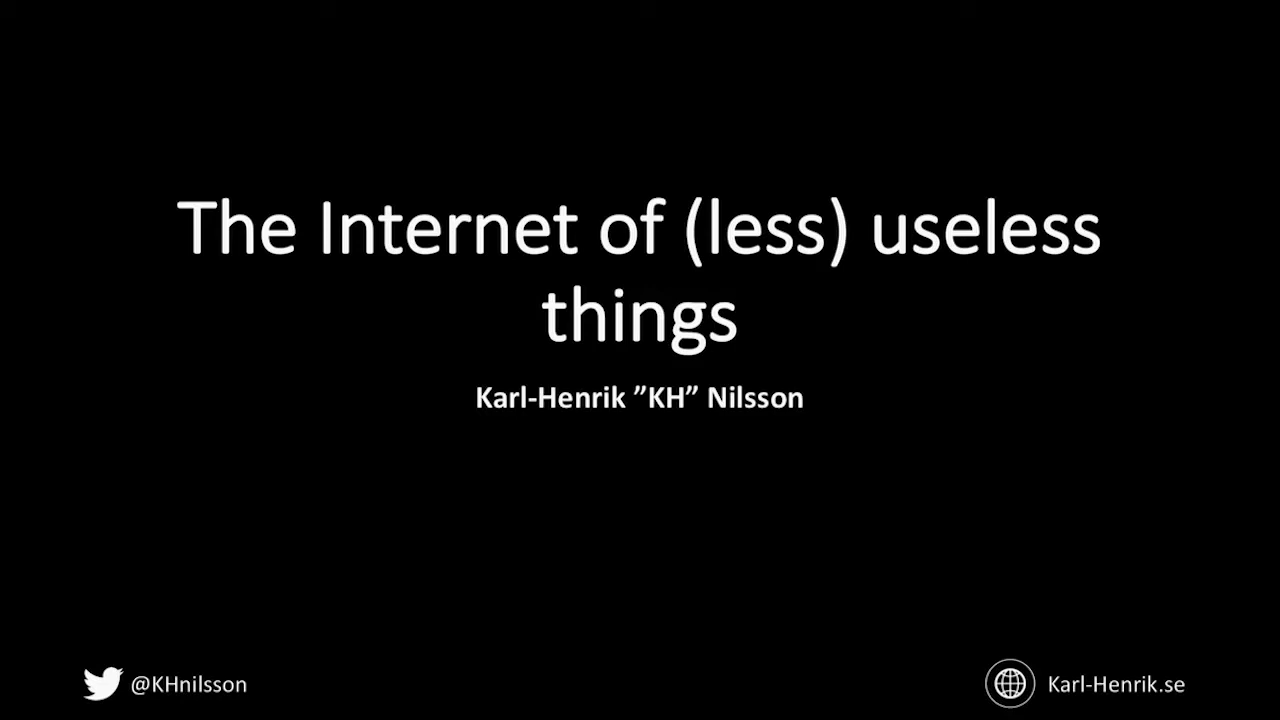 The Internet of (less) useless
things
Karl-Henrik ”KH” Nilsson
@KHnilsson
Karl-Henrik.se